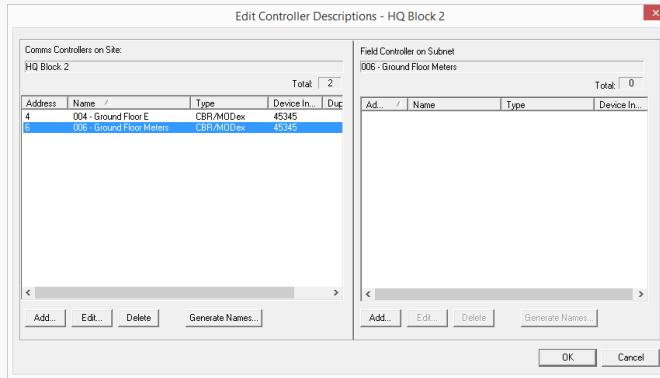 Edit Controller Descriptions - HQ Block 2
Comms Controllers on Site:
HQ Block 2
Total: 2
Address Name Type Device In... Dup
4 004 - Ground Floor E CBR/MODex 45345
6 006 - Ground Floor Meters CBR/MODex 45345
Add... Edit... Delete Generate Names...
Field Controller on Subnet
006 - Ground Floor Meters
Total: 0
Ad... Name Type Device In...
Add... Edit... Delete Generate Names...
OK Cancel